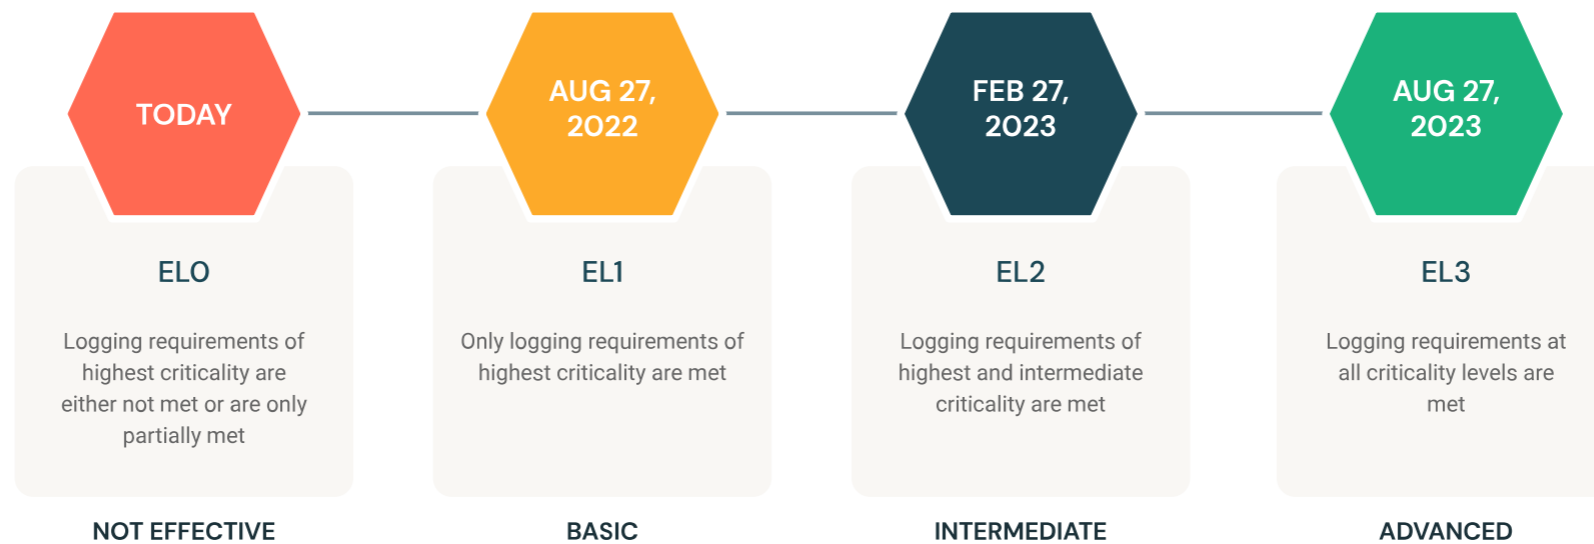 TODAY
EL0
Logging requirements of
highest criticality are
either not met or are only
partially met
NOT EFFECTIVE
AUG 27,
2022
EL1
Only logging requirements of
highest criticality are met
BASIC
FEB 27,
2023
EL2
Logging requirements of
highest and intermediate
criticality are met
INTERMEDIATE
AUG 27,
2023
EL3
Logging requirements at
all criticality levels are
met
ADVANCED